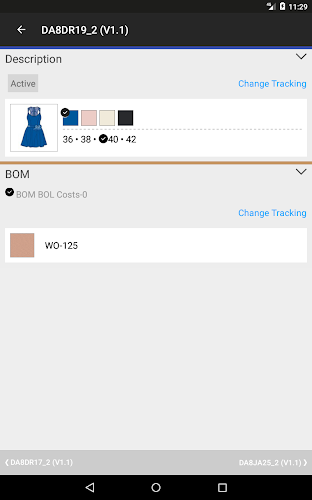 11:29
DA8DR19_2 (V1.1)
Description
Active
Change Tracking
36 • 38 • 40 • 42
BOM
BOM BOL Costs-0
Change Tracking
WO-125
DA8DR17_2 (V1.1)
DA8JA25_2 (V1.1)